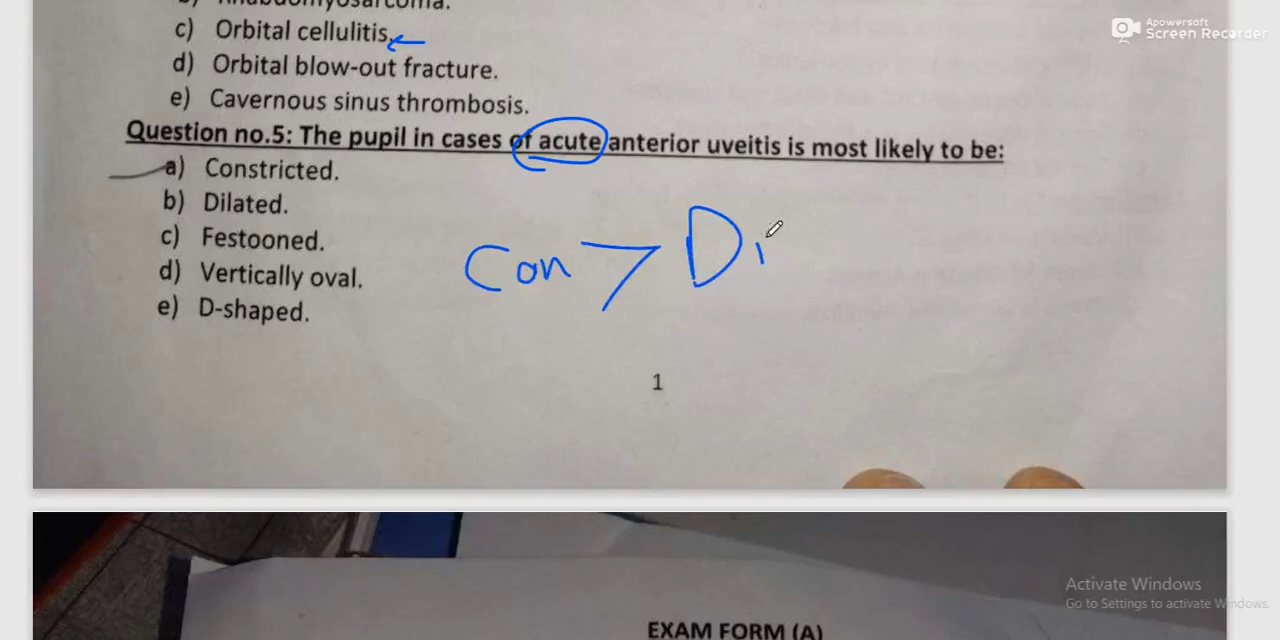 Apowersoft
Screen Recorder
c) Orbital cellulitis.
d) Orbital blow-out fracture.
e) Cavernous sinus thrombosis.
Question no.5: The pupil in cases of acute anterior uveitis is most likely to be:
a) Constricted.
b) Dilated.
c) Festooned.
d) Vertically oval.
e) D-shaped.
Con > Di
1
Activate Windows
Go to Settings to activate Windows.
EXAM FORM (A)